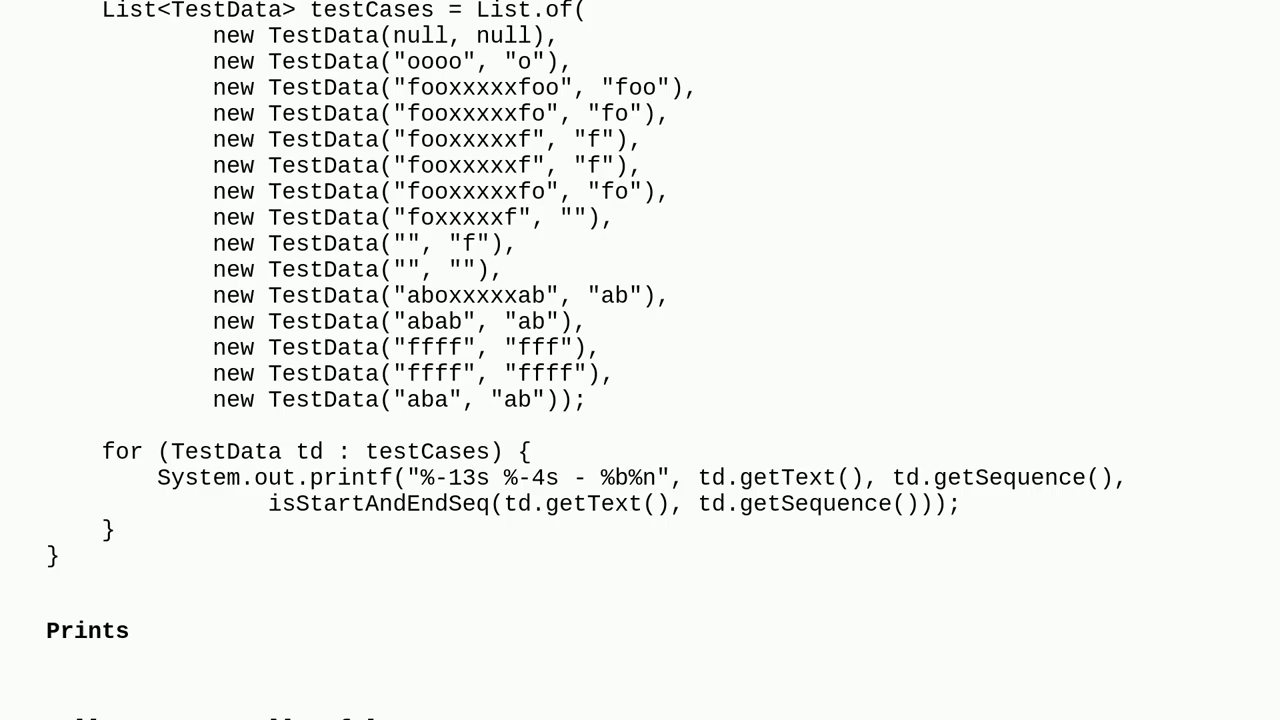 List<TestData> testCases = List.of(
new TestData(null, null),
new TestData("oooo", "o"),
new TestData("fooxxxxxfoo", "foo"),
new TestData("fooxxxxxfo", "fo"),
new TestData("fooxxxxxf", "f"),
new TestData("fooxxxxxf", "f"),
new TestData("fooxxxxxfo", "fo"),
new TestData("foxxxxxf", ""),
new TestData("", "f"),
new TestData("", ""),
new TestData("aboxxxxxab", "ab"),
new TestData("abab", "ab"),
new TestData("ffff", "fff"),
new TestData("ffff", "ffff"),
new TestData("aba", "ab"));
for (TestData td : testCases) {
System.out.printf("%-13s %-4s - %b%n", td.getText(), td.getSequence(),
isStartAndEndSeq(td.getText(), td.getSequence()));
}
}
Prints